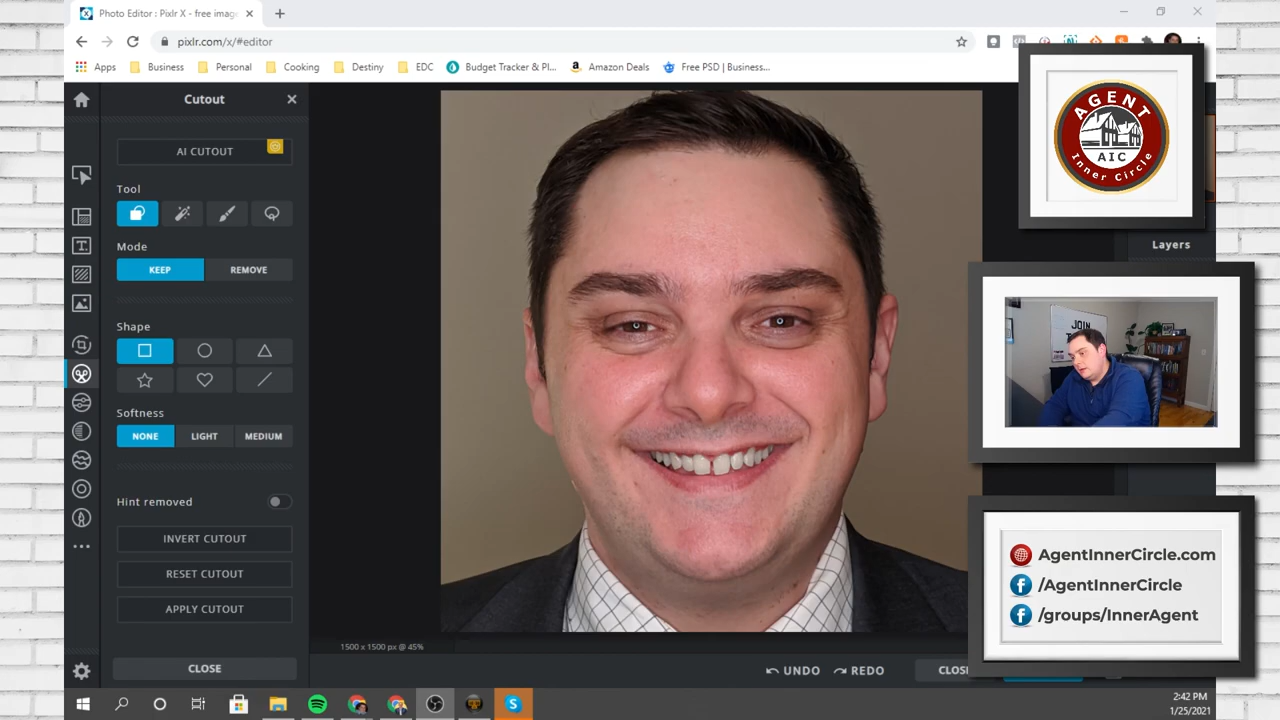 Photo Editor : Pixlr X - free imag
pixlr.com/x/#editor
Apps
Business
Personal
Cooking
Destiny
EDC
Budget Tracker & Pl...
Amazon Deals
Free PSD | Business...
Cutout
AI CUTOUT
Tool
Mode
KEEP
REMOVE
Shape
Softness
NONE
LIGHT
MEDIUM
Hint removed
INVERT CUTOUT
RESET CUTOUT
APPLY CUTOUT
CLOSE
1500 x 1500 px @ 45%
UNDO
REDO
CLOS
Layers
AGENT
AIC
Inner Circle
JOIN
AgentInnerCircle.com
/AgentInnerCircle
/groups/InnerAgent
2:42 PM
1/25/2021